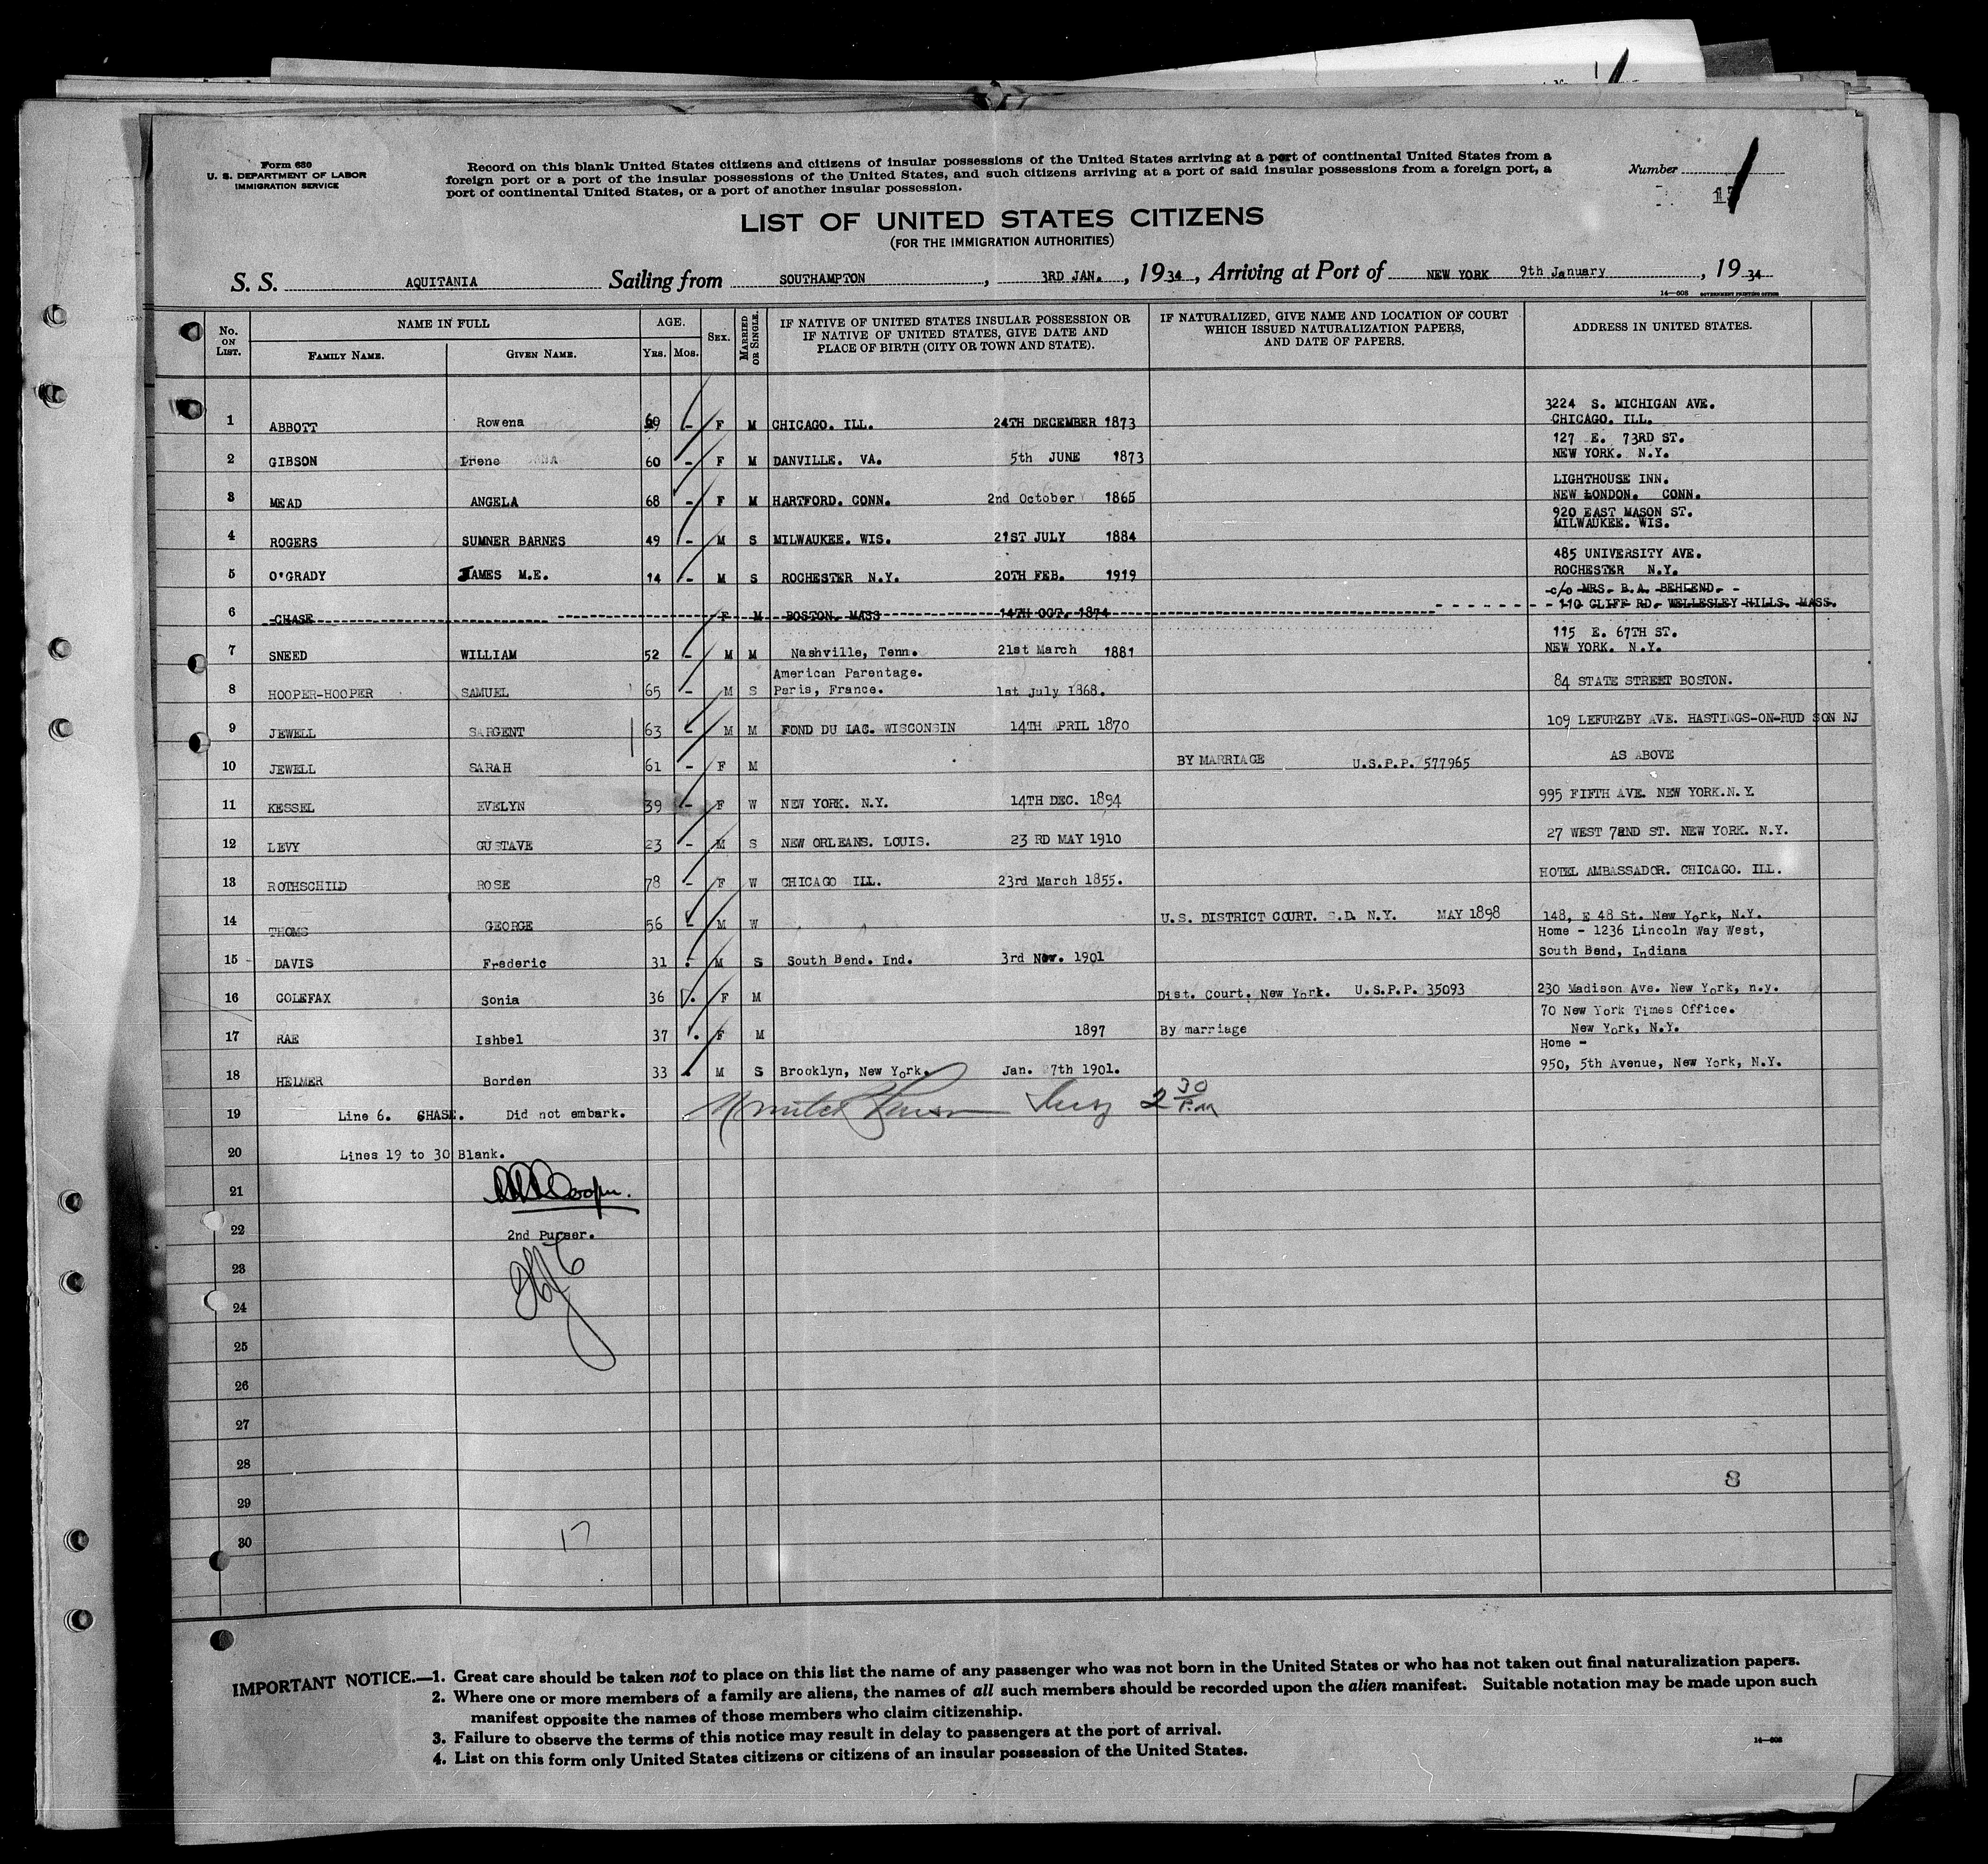 Form 630
U. S. DEPARTMENT OF LABOR
IMMIGRATION SERVICE
Record on this blank United States citizens and citizens of insular possessions of the United States arriving at a port of continental United States from a
foreign port or a port of the insular possessions of the United States, and such citizens arriving at a port of said insular possessions from a foreign port, a
port of continental United States, or a port of another insular possession.
Number
LIST OF UNITED STATES CITIZENS
(FOR THE IMMIGRATION AUTHORITIES)
S. S. AQUITANIA Sailing from SOUTHAMPTON, 3RD JAN., 1934, Arriving at Port of NEW YORK 9th January, 1934
14—608 GOVERNMENT PRINTING OFFICE
No. ON LIST. NAME IN FULL FAMILY NAME. GIVEN NAME. AGE. YRS. MOS. SEX. MARRIED OR SINGLE. IF NATIVE OF UNITED STATES INSULAR POSSESSION OR IF NATIVE OF UNITED STATES, GIVE DATE AND PLACE OF BIRTH (CITY OR TOWN AND STATE). IF NATURALIZED, GIVE NAME AND LOCATION OF COURT WHICH ISSUED NATURALIZATION PAPERS, AND DATE OF PAPERS. ADDRESS IN UNITED STATES.
3224 S. MICHIGAN AVE.
1 ABBOTT Rowena 69 - F M CHICAGO. ILL. 24TH DECEMBER 1873 CHICAGO. ILL.
127 E. 73RD ST.
2 GIBSON Irene 60 - F M DANVILLE. VA. 5th JUNE 1873 NEW YORK. N.Y.
LIGHTHOUSE INN.
3 MEAD ANGELA 68 - F M HARTFORD. CONN. 2nd October 1865 NEW LONDON. CONN.
920 EAST MASON ST.
4 ROGERS SUMNER BARNES 49 - M S MILWAUKEE. WIS. 21ST JULY 1884 MILWAUKEE. WIS.
485 UNIVERSITY AVE.
5 O'GRADY JAMES M.E. 14 - M S ROCHESTER N.Y. 20TH FEB. 1919 ROCHESTER N.Y.
c/o MRS. B.A. BEHLEND.
6 CHASE F M BOSTON. MASS 14TH OCT. 1874 110 CLIFF RD. WELLESLEY HILLS. MASS.
115 E. 67TH ST.
7 SNEED WILLIAM 52 - M M Nashville, Tenn. 21st March 1881 NEW YORK. N.Y.
American Parentage.
8 HOOPER-HOOPER SAMUEL 65 - M S Paris, France. 1st July 1868. 84 STATE STREET BOSTON.
9 JEWELL SARGENT 63 - M M FOND DU LAC. WISCONSIN 14TH APRIL 1870 109 LEFURZBY AVE. HASTINGS-ON-HUD SON NJ
10 JEWELL SARAH 61 - F M BY MARRIAGE U.S.P.P. 577965 AS ABOVE
11 KESSEL EVELYN 39 - F W NEW YORK. N.Y. 14TH DEC. 1894 995 FIFTH AVE. NEW YORK.N.Y.
12 LEVY GUSTAVE 23 - M S NEW ORLEANS. LOUIS. 23 RD MAY 1910 27 WEST 72ND ST. NEW YORK. N.Y.
13 ROTHSCHILD ROSE 78 - F W CHICAGO ILL. 23rd March 1855. HOTEL AMBASSADOR. CHICAGO. ILL.
14 THOMS GEORGE 56 - M W U.S. DISTRICT COURT. S.D. N.Y. MAY 1898 148, E 48 St. New York, N.Y.
Home - 1236 Lincoln Way West,
15 DAVIS Frederic 31 . M S South Bend. Ind. 3rd Nov. 1901 South Bend, Indiana
16 COLEFAX Sonia 36 . F M Dist. Court. New York. U.S.P.P. 35093 230 Madison Ave. New York, n.y.
70 New York Times Office.
17 RAE Ishbel 37 . F M 1897 By marriage New York, N.Y.
Home -
18 HELMER Borden 33 . M S Brooklyn, New York. Jan. 7th 1901. 950, 5th Avenue, New York, N.Y.
19 Line 6. CHASE. Did not embark. 2 30 P.M
20 Lines 19 to 30 Blank.
21
22 2nd Purser.
23
24
25
26
27
28
8
29
30 17
IMPORTANT NOTICE.—1. Great care should be taken not to place on this list the name of any passenger who was not born in the United States or who has not taken out final naturalization papers.
2. Where one or more members of a family are aliens, the names of all such members should be recorded upon the alien manifest. Suitable notation may be made upon such
manifest opposite the names of those members who claim citizenship.
3. Failure to observe the terms of this notice may result in delay to passengers at the port of arrival.
4. List on this form only United States citizens or citizens of an insular possession of the United States.
14—608